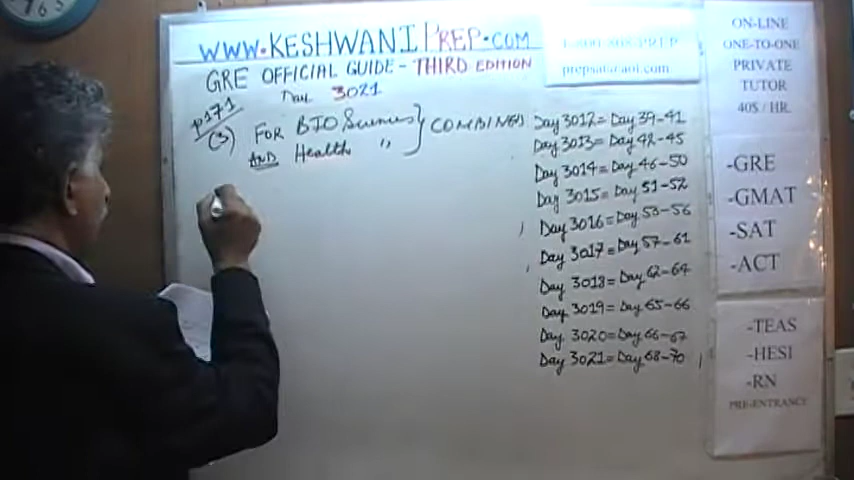 WWW.KESHWANIPREP.COM
GRE OFFICIAL GUIDE - THIRD EDITION
Day 3021
p171
(3) FOR BIO Sciences } COMBINED
AND Health "
Day 3012 = Day 39-41
Day 3013 = Day 42-45
Day 3014 = Day 46-50
Day 3015 = Day 51-52
Day 3016 = Day 53-56
Day 3017 = Day 57-61
Day 3018 = Day 62-64
Day 3019 = Day 65-66
Day 3020 = Day 66-67
Day 3021 = Day 68-70
prepsat@aol.com
ON-LINE
ONE-TO-ONE
PRIVATE
TUTOR
40$ / HR.
-GRE
-GMAT
-SAT
-ACT
-TEAS
-HESI
-RN
PRE-ENTRANCE